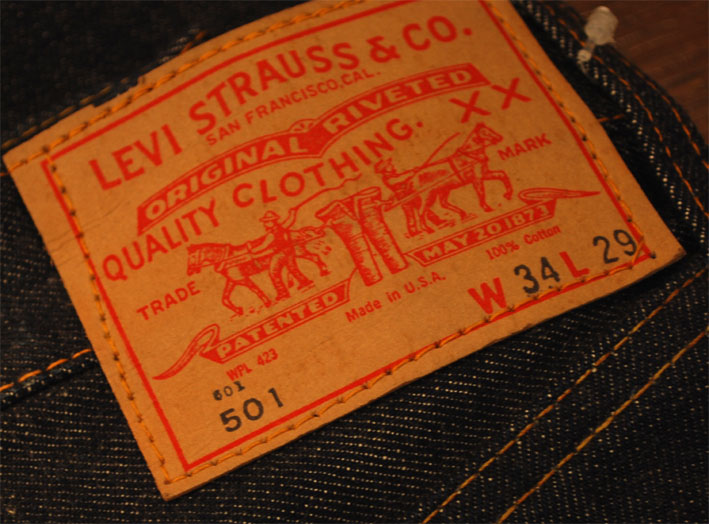 LEVI STRAUSS & CO.
SAN FRANCISCO, CAL.
ORIGINAL RIVETED
QUALITY CLOTHING. XX
TRADE MARK
PATENTED MAY 20 1873
WPL 423 Made in U.S.A. 100% Cotton
W 34 L 29
601
501